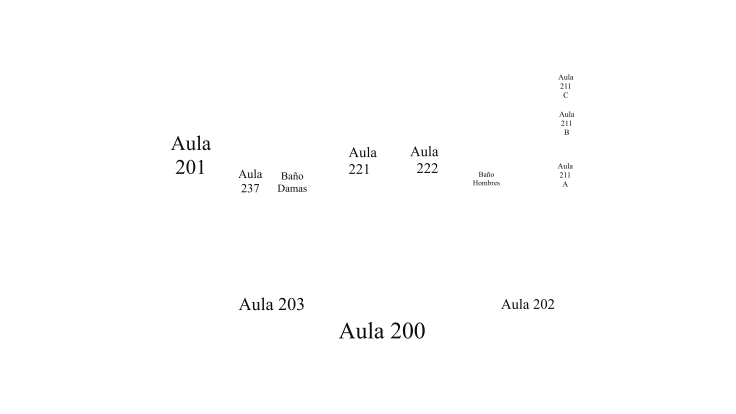 Aula
211
C
Aula
211
B
Aula
201
Aula
237
Baño
Damas
Aula
221
Aula
222
Baño
Hombres
Aula
211
A
Aula 203
Aula 202
Aula 200